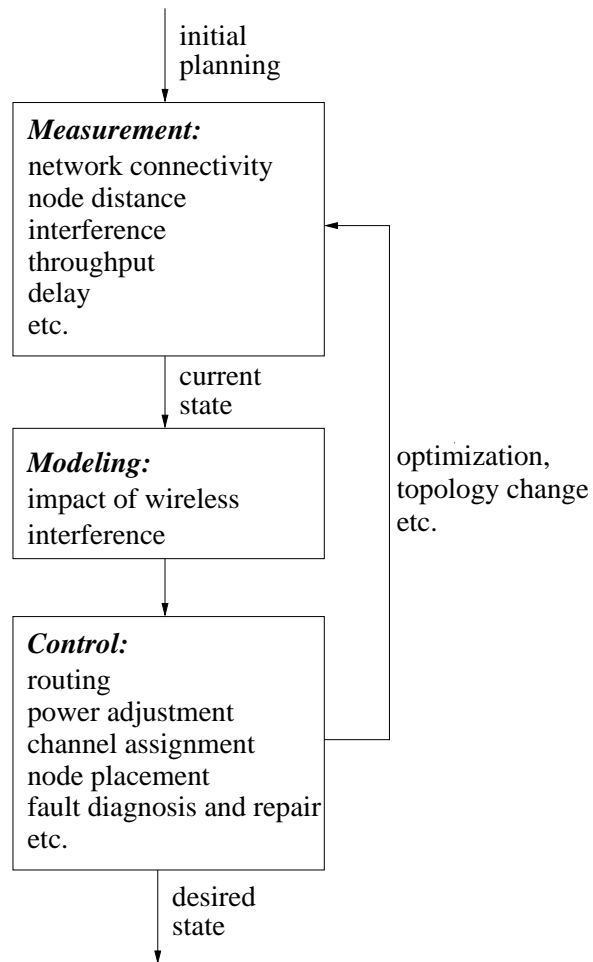 initial
planning
Measurement:
network connectivity
node distance
interference
throughput
delay
etc.
current
state
Modeling:
impact of wireless
interference
optimization,
topology change
etc.
Control:
routing
power adjustment
channel assignment
node placement
fault diagnosis and repair
etc.
desired
state